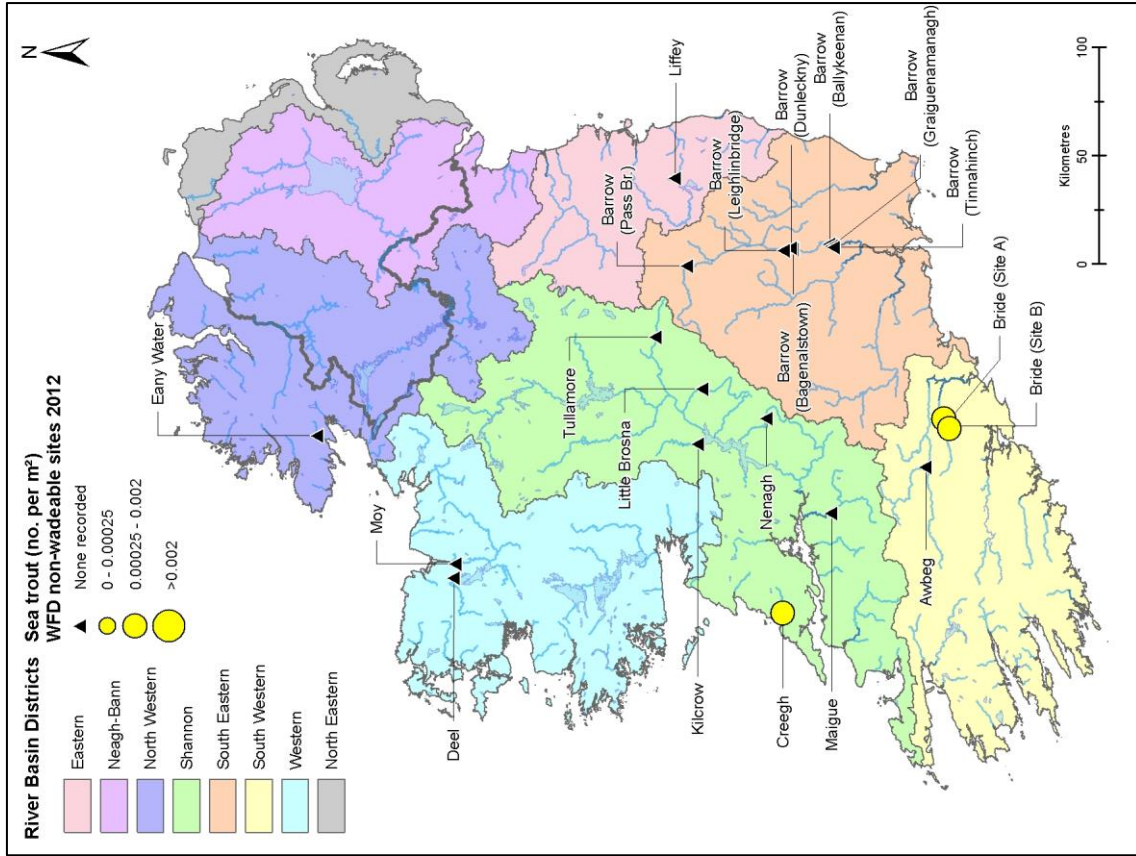 River Basin Districts
Eastern
Neagh-Bann
North Western
Shannon
South Eastern
South Western
Western
North Eastern
Sea trout (no. per m²)
WFD non-wadeable sites 2012
None recorded
0 - 0.00025
0.00025 - 0.002
>0.002
N
Eany Water
Moy
Deel
Tullamore
Little Brosna
Kilcrow
Nenagh
Creegh
Maigue
Awbeg
Liffey
Barrow
(Pass Br.)
Barrow
(Leighlinbridge)
Barrow
(Dunleckny)
Barrow
(Ballykeenan)
Barrow
(Graiguenamanagh)
Barrow
(Tinnahinch)
Barrow
(Bagenalstown)
Bride (Site A)
Bride (Site B)
0 50 100
Kilometres